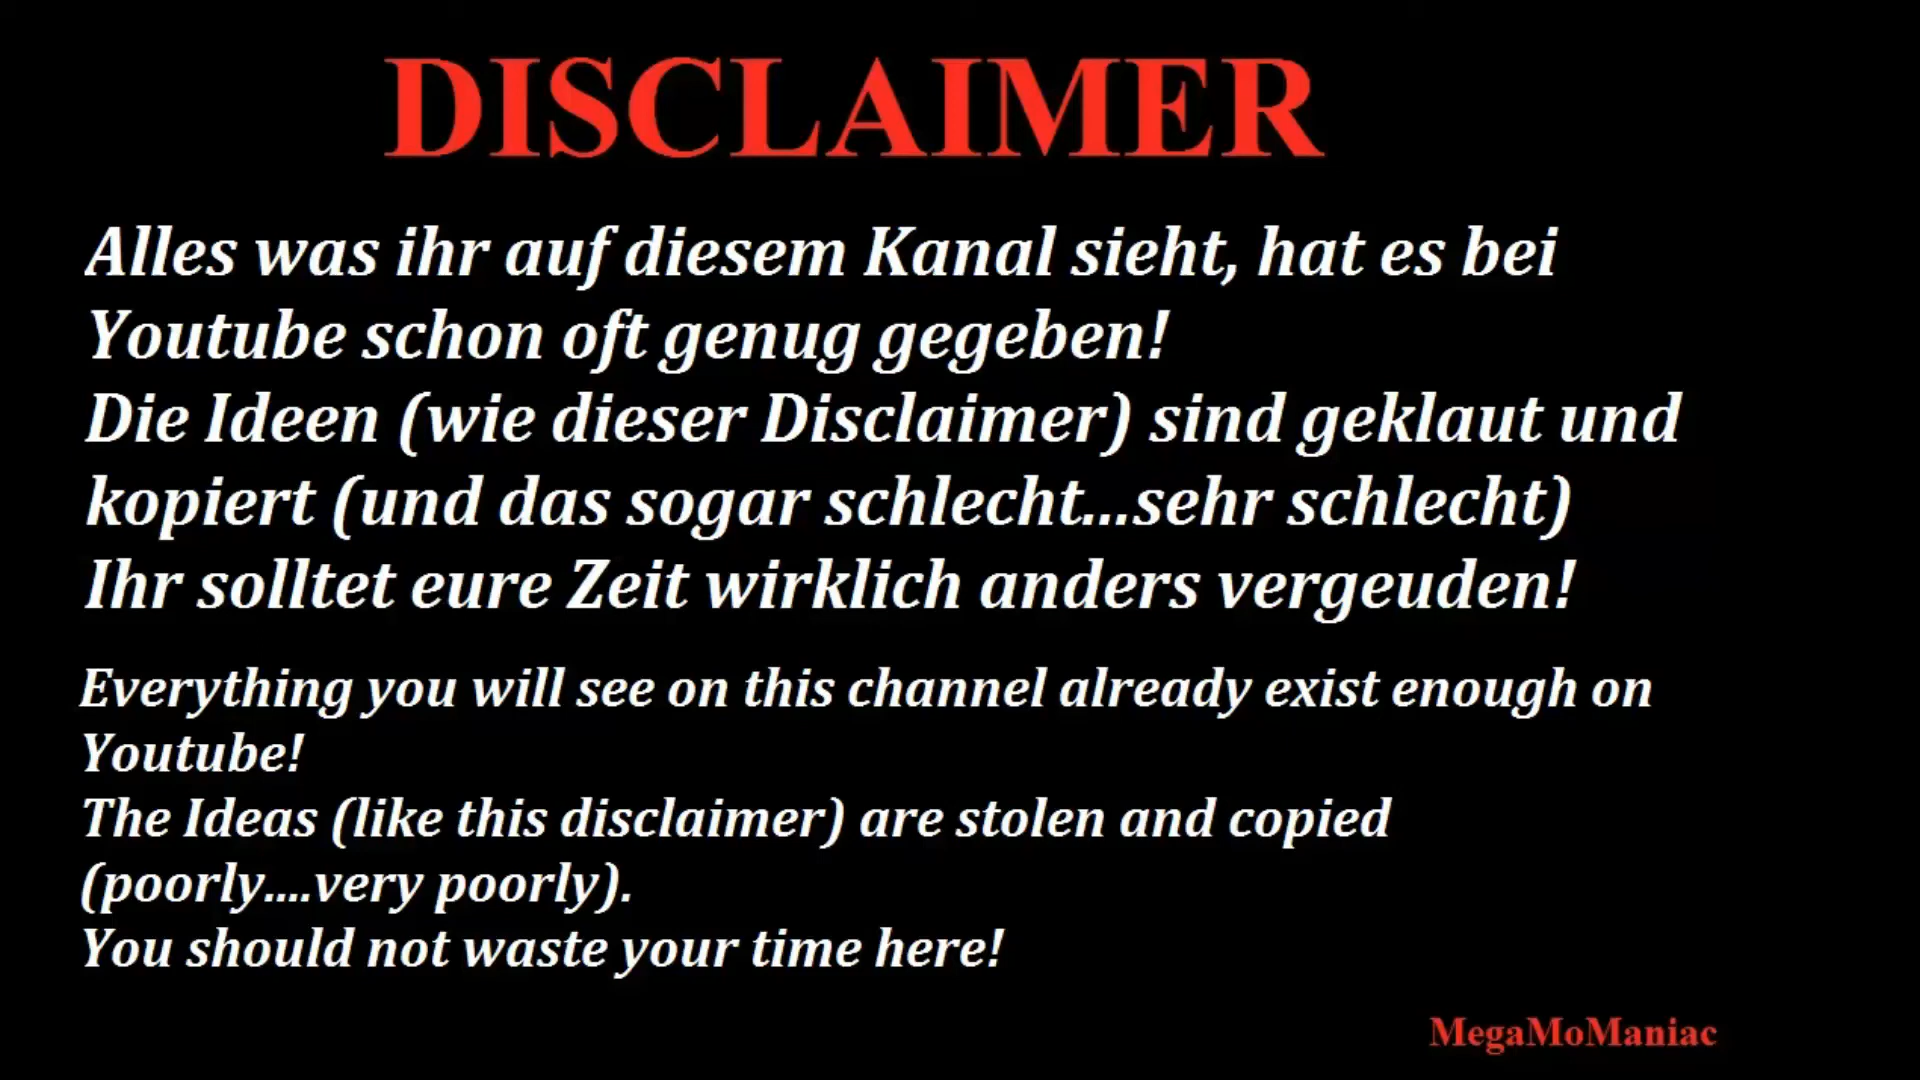 DISCLAIMER
Alles was ihr auf diesem Kanal sieht, hat es bei
Youtube schon oft genug gegeben!
Die Ideen (wie dieser Disclaimer) sind geklaut und
kopiert (und das sogar schlecht...sehr schlecht)
Ihr solltet eure Zeit wirklich anders vergeuden!
Everything you will see on this channel already exist enough on
Youtube!
The Ideas (like this disclaimer) are stolen and copied
(poorly....very poorly).
You should not waste your time here!
MegaMoManiac